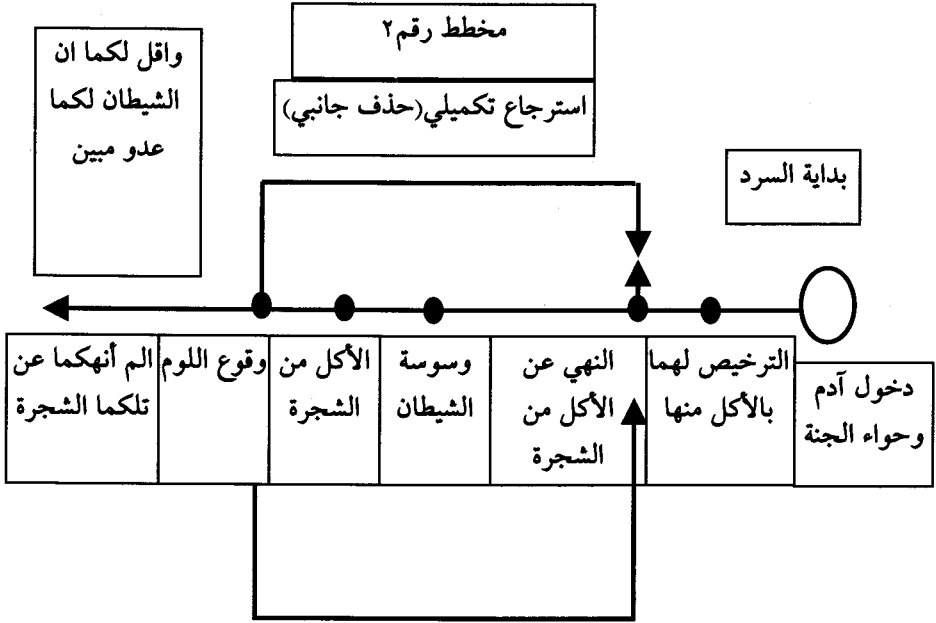 مخطط رقم٢
استرجاع تكميلي(حذف جانبي)
واقل لكما ان
الشيطان لكما
عدو مبين
بداية السرد
دخول آدم
وحواء الجنة
الترخيص لهما
بالأكل منها
النهي عن
الأكل من
الشجرة
وسوسة
الشيطان
الأكل من
الشجرة
وقوع اللوم
الم أنهكما عن
تلكما الشجرة